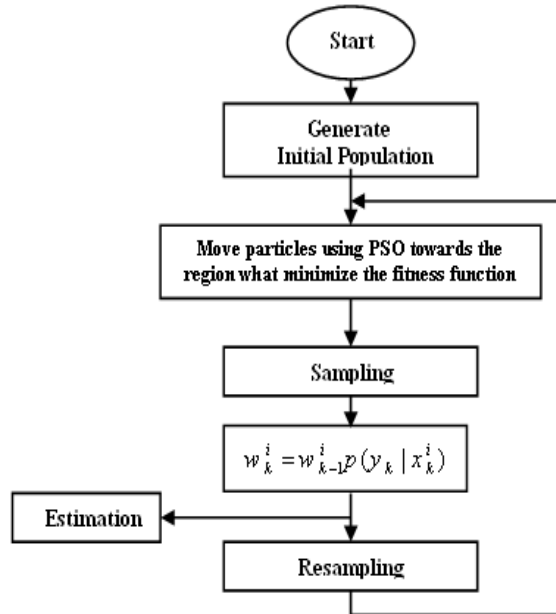 Start
Generate
Initial Population
Move particles using PSO towards the
region what minimize the fitness function
Sampling
$w_k^i = w_{k-1}^i p(y_k | x_k^i)$
Estimation
Resampling